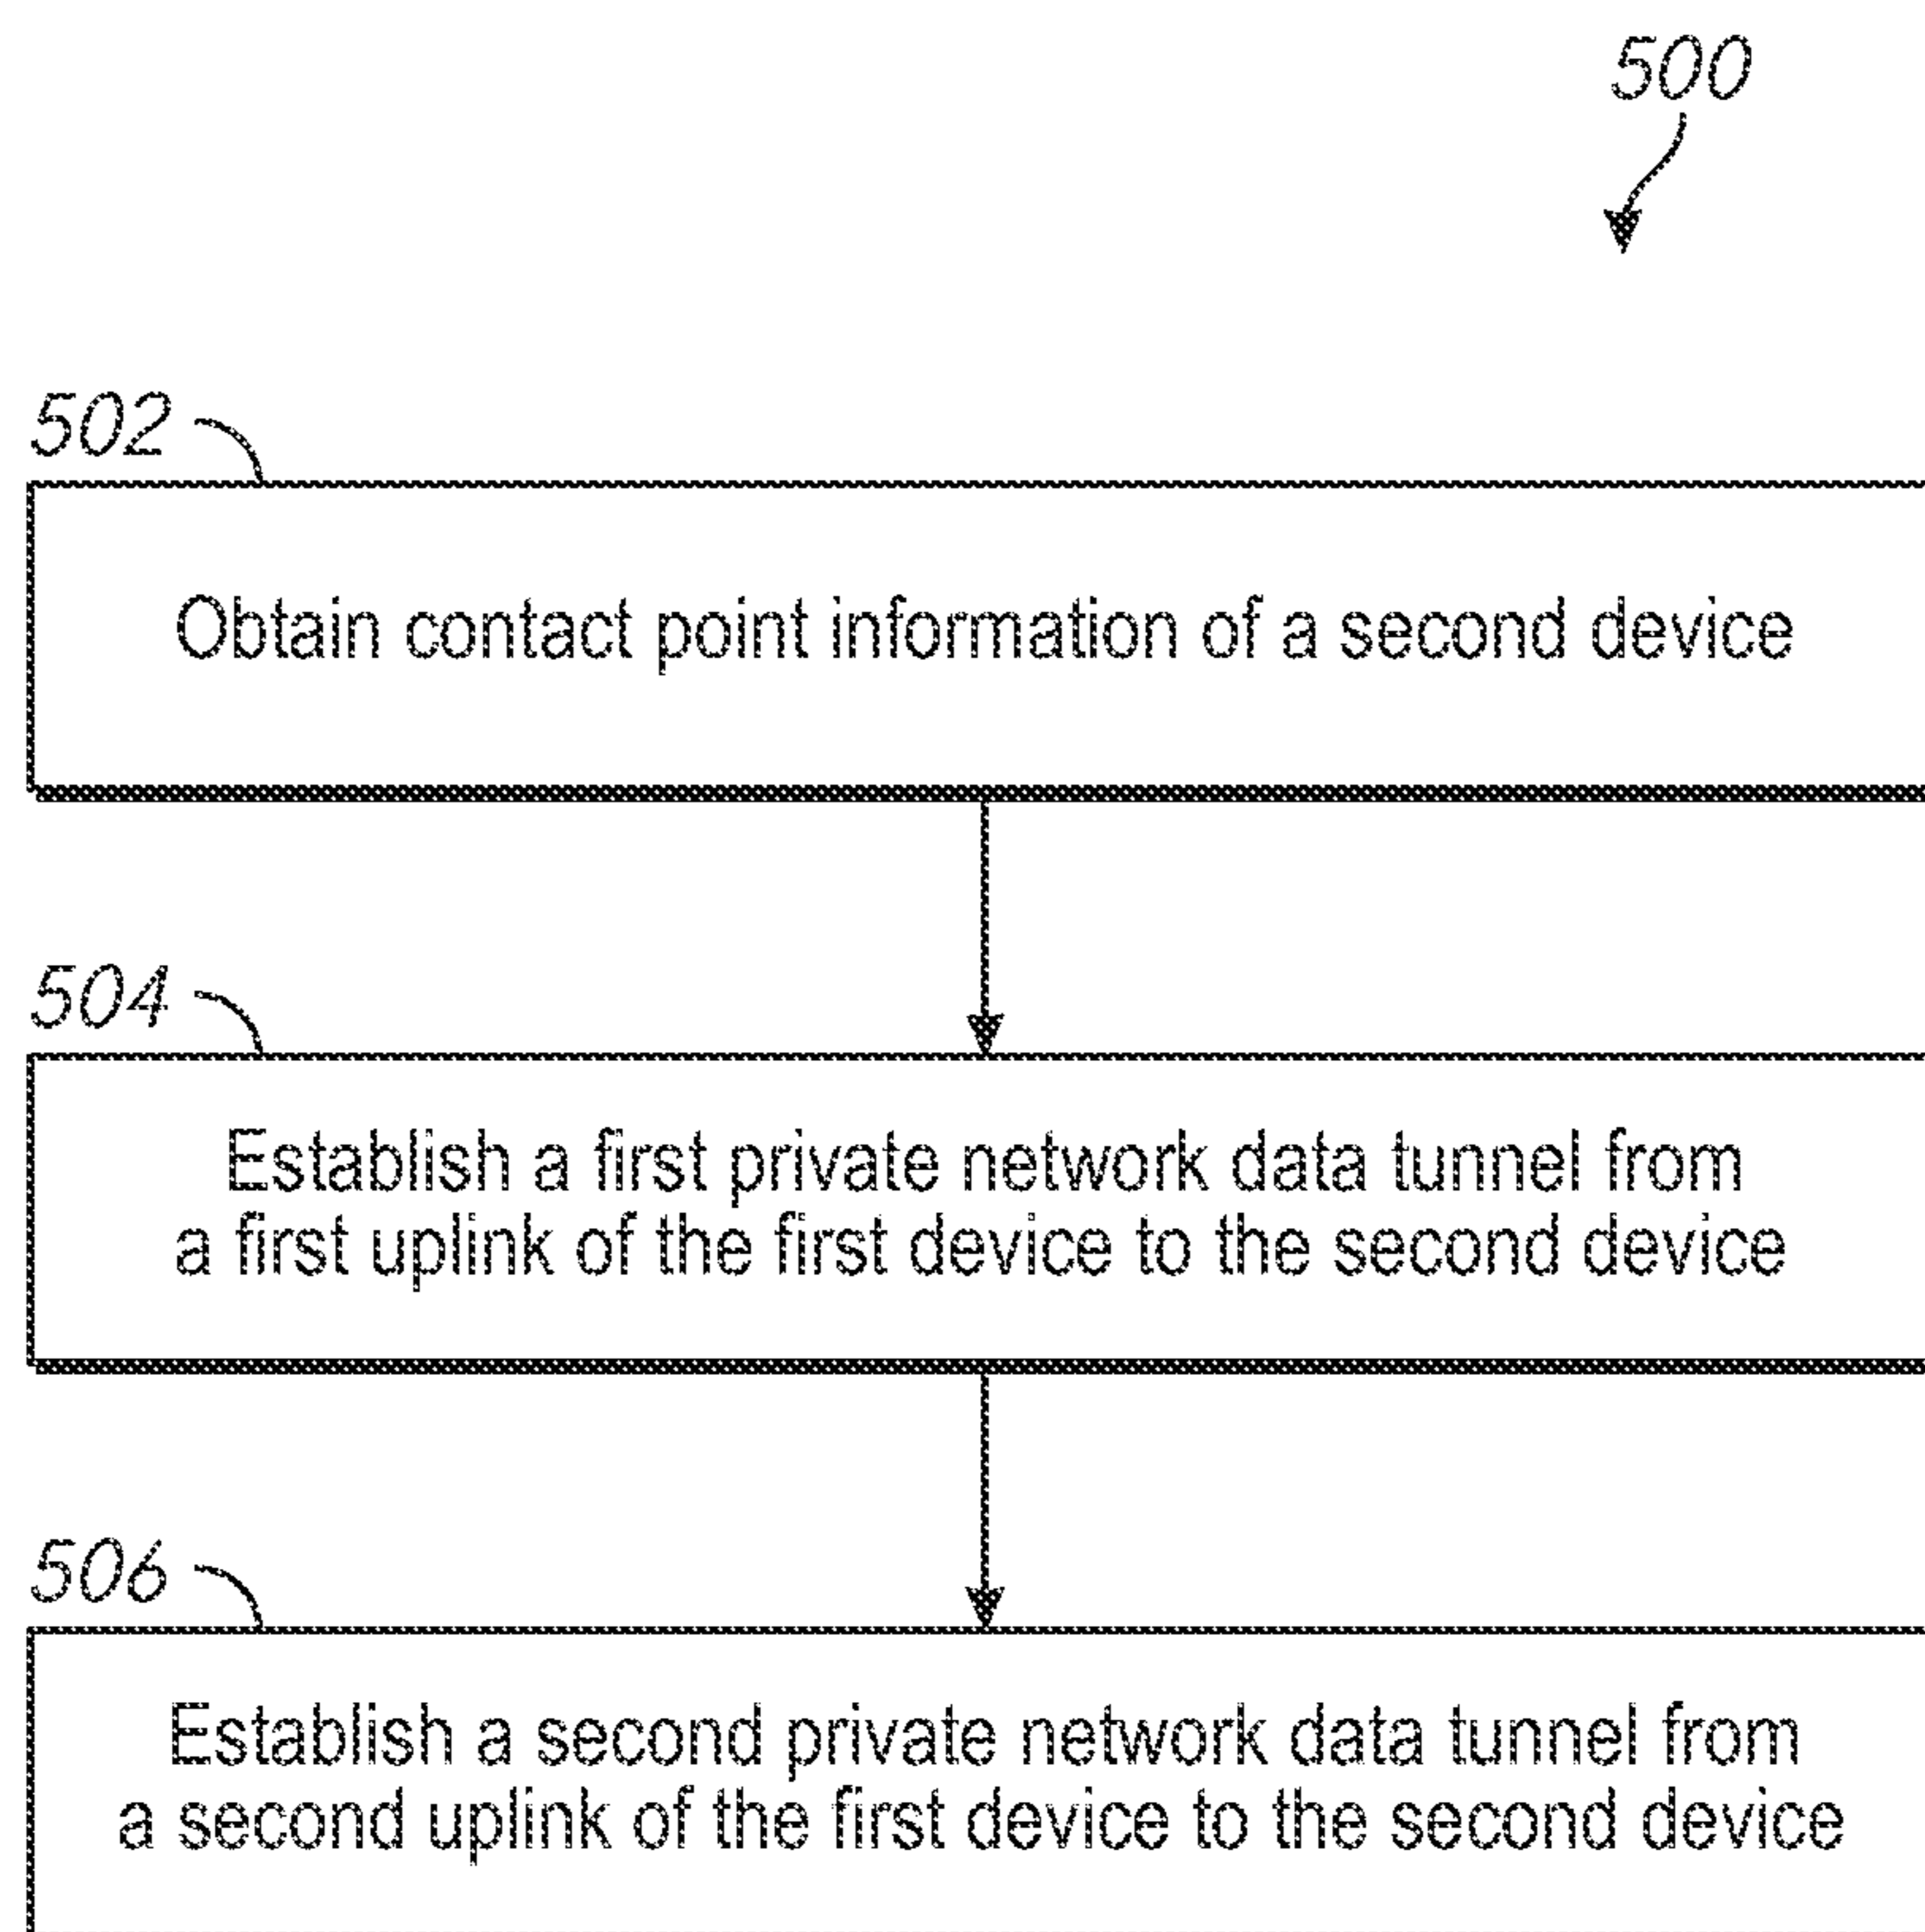 500
502
Obtain contact point information of a second device
504
Establish a first private network data tunnel from
a first uplink of the first device to the second device
506
Establish a second private network data tunnel from
a second uplink of the first device to the second device